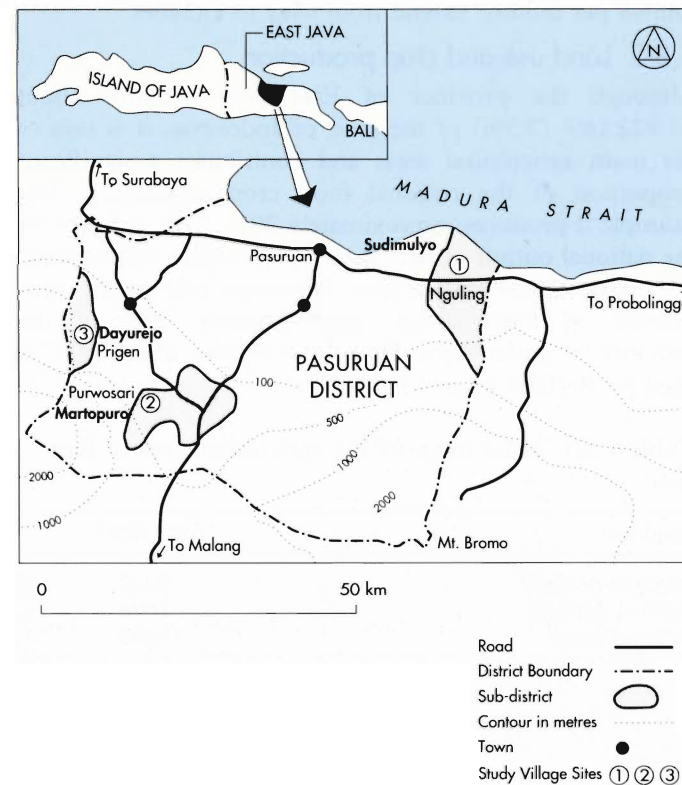 EAST JAVA
N
ISLAND OF JAVA
BALI
To Surabaya
MADURA STRAIT
Sudimulyo
Pasuruan
1
Nguling
To Probolingg
3
Dayurejo
Prigen
PASURUAN
DISTRICT
Purwosari
100
2
Martopuro
500
1000
2000
2000
1000
Mt. Bromo
To Malang
0
50 km
Road
District Boundary
Sub-district
Contour in metres
Town
Study Village Sites 1 2 3